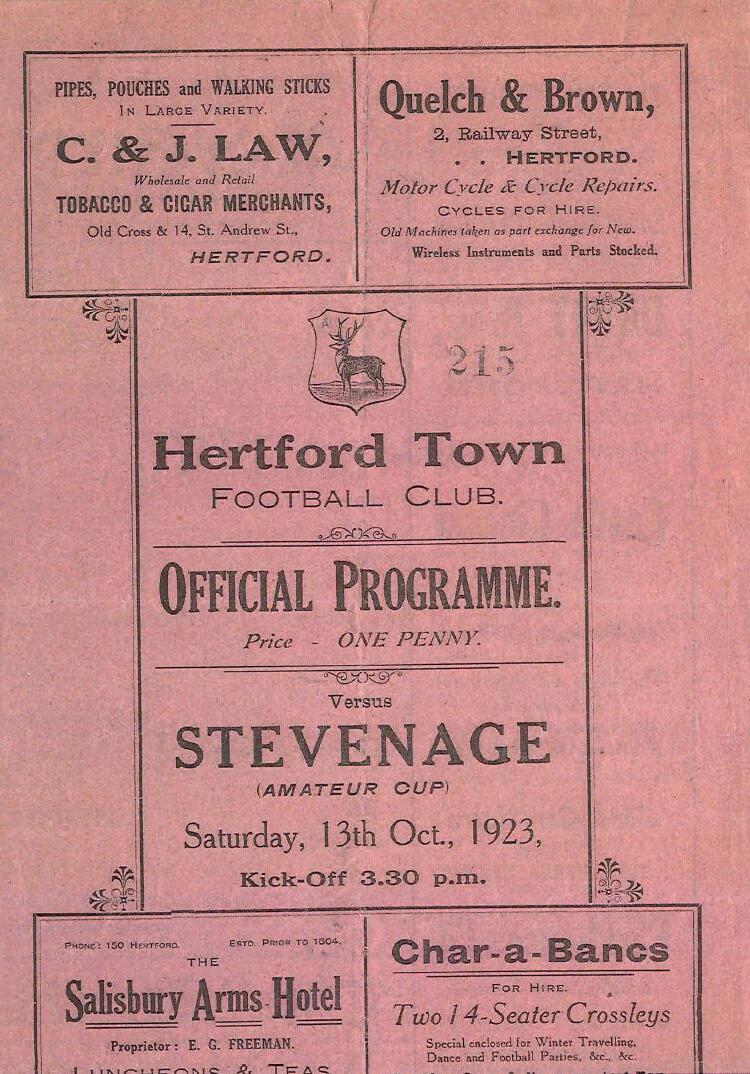 PIPES, POUCHES and WALKING STICKS
IN LARGE VARIETY.
C. & J. LAW,
Wholesale and Retail
TOBACCO & CIGAR MERCHANTS,
Old Cross & 14, St. Andrew St.,
HERTFORD.
Quelch & Brown,
2, Railway Street,
. . HERTFORD.
Motor Cycle & Cycle Repairs.
CYCLES FOR HIRE.
Old Machines taken as part exchange for New.
Wireless Instruments and Parts Stocked.
215
Hertford Town
FOOTBALL CLUB.
OFFICIAL PROGRAMME.
Price - ONE PENNY.
Versus
STEVENAGE
(AMATEUR CUP)
Saturday, 13th Oct., 1923,
Kick-Off 3.30 p.m.
PHONE: 150 HERTFORD. ESTD. PRIOR TO 1604.
THE
Salisbury Arms Hotel
Proprietor: E. G. FREEMAN.
LUNCHEONS & TEAS
Char-a-Bancs
FOR HIRE.
Two 14-Seater Crossleys
Special enclosed for Winter Travelling,
Dance and Football Parties, &c., &c.